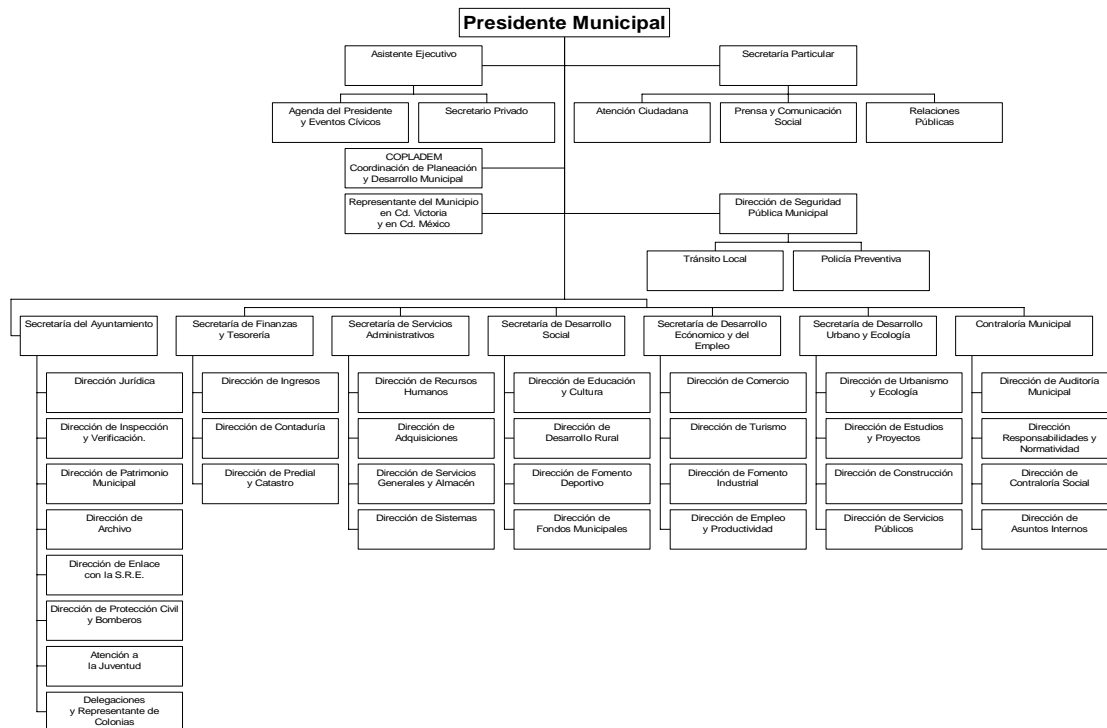 Presidente Municipal
Asistente Ejecutivo
Secretaría Particular
Agenda del Presidente
y Eventos Cívicos
Secretario Privado
Atención Ciudadana
Prensa y Comunicación
Social
Relaciones
Públicas
COPLADEM
Coordinación de Planeación
y Desarrollo Municipal
Representante del Municipio
en Cd. Victoria
y en Cd. México
Dirección de Seguridad
Pública Municipal
Tránsito Local
Policía Preventiva
Secretaría del Ayuntamiento
Dirección Jurídica
Dirección de Inspección
y Verificación.
Dirección de Patrimonio
Municipal
Dirección de
Archivo
Dirección de Enlace
con la S.R.E.
Dirección de Protección Civil
y Bomberos
Atención a
la Juventud
Delegaciones
y Representante de
Colonias
Secretaría de Finanzas
y Tesorería
Dirección de Ingresos
Dirección de Contaduría
Dirección de Predial
y Catastro
Secretaría de Servicios
Administrativos
Dirección de Recursos
Humanos
Dirección de
Adquisiciones
Dirección de Servicios
Generales y Almacén
Dirección de Sistemas
Secretaría de Desarrollo
Social
Dirección de Educación
y Cultura
Dirección de
Desarrollo Rural
Dirección de Fomento
Deportivo
Dirección de
Fondos Municipales
Secretaría de Desarrollo
Ecónomico y del
Empleo
Dirección de Comercio
Dirección de Turismo
Dirección de Fomento
Industrial
Dirección de Empleo
y Productividad
Secretaría de Desarrollo
Urbano y Ecología
Dirección de Urbanismo
y Ecología
Dirección de Estudios
y Proyectos
Dirección de Construcción
Dirección de Servicios
Públicos
Contraloría Municipal
Dirección de Auditoría
Municipal
Dirección
Responsabilidades y
Normatividad
Dirección de
Contraloría Social
Dirección de
Asuntos Internos